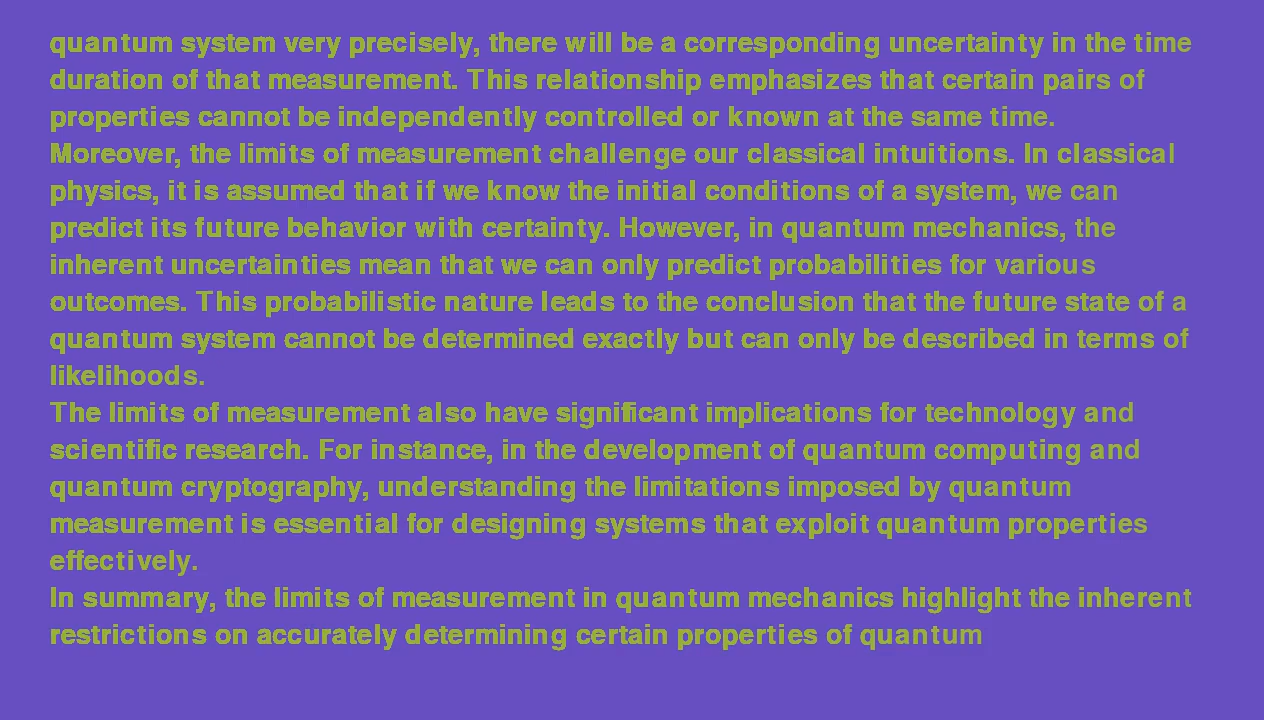 quantum system very precisely, there will be a corresponding uncertainty in the time
duration of that measurement. This relationship emphasizes that certain pairs of
properties cannot be independently controlled or known at the same time.
Moreover, the limits of measurement challenge our classical intuitions. In classical
physics, it is assumed that if we know the initial conditions of a system, we can
predict its future behavior with certainty. However, in quantum mechanics, the
inherent uncertainties mean that we can only predict probabilities for various
outcomes. This probabilistic nature leads to the conclusion that the future state of a
quantum system cannot be determined exactly but can only be described in terms of
likelihoods.
The limits of measurement also have significant implications for technology and
scientific research. For instance, in the development of quantum computing and
quantum cryptography, understanding the limitations imposed by quantum
measurement is essential for designing systems that exploit quantum properties
effectively.
In summary, the limits of measurement in quantum mechanics highlight the inherent
restrictions on accurately determining certain properties of quantum